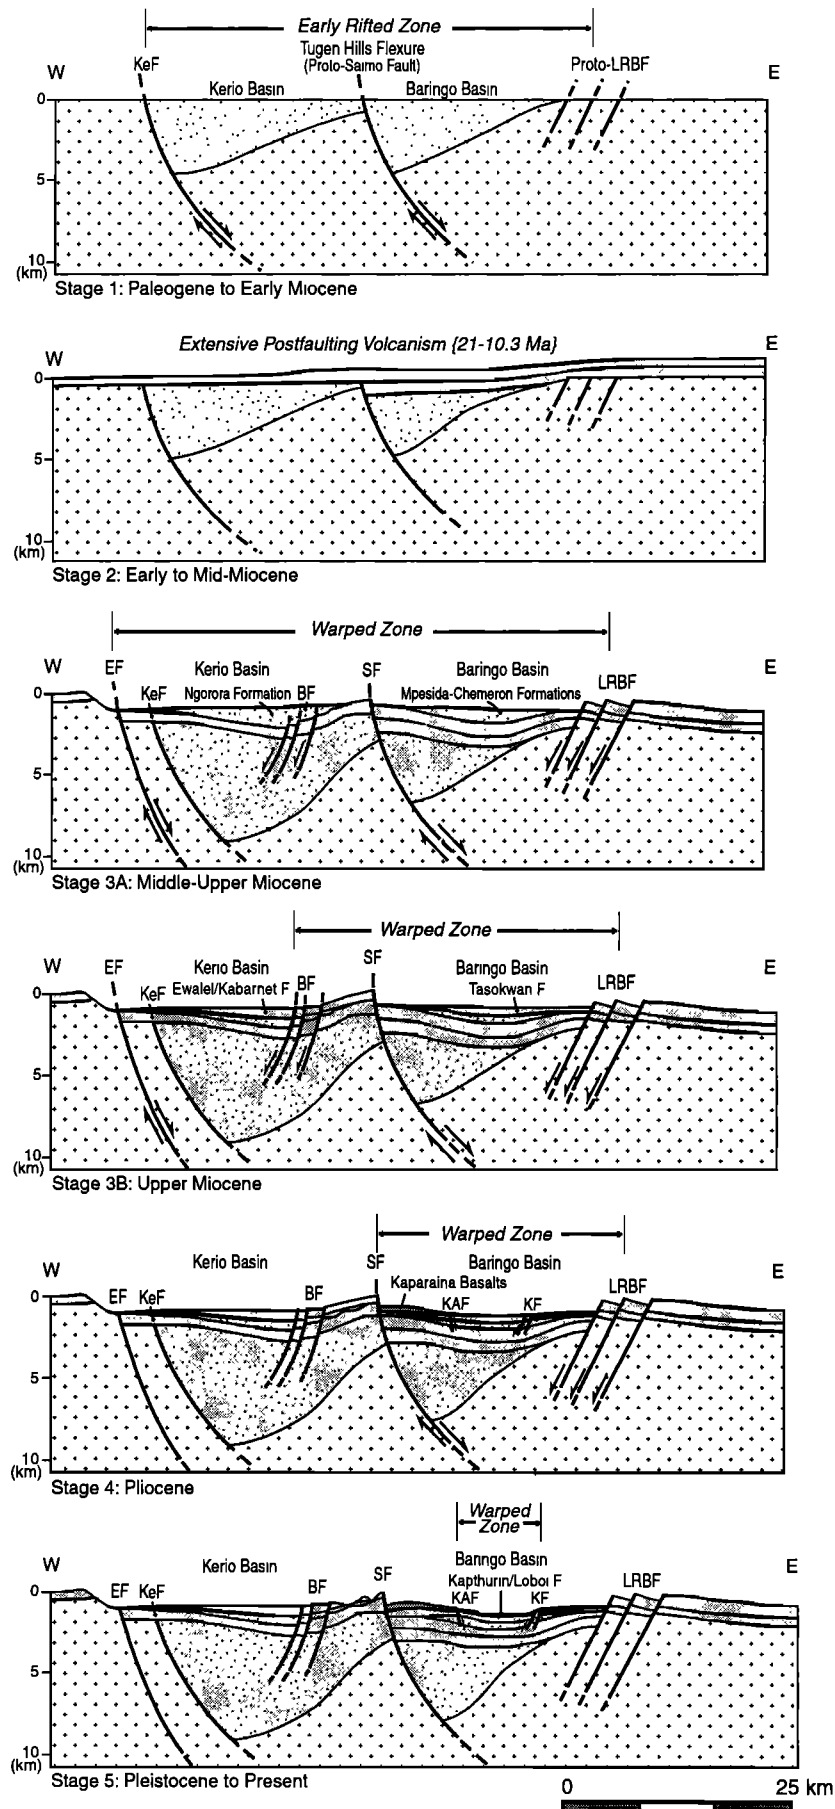 Early Rifted Zone
Tugen Hills Flexure
(Proto-Saimo Fault)
W
KeF
Proto-LRBF
E
Kerio Basin
Baringo Basin
0
5
10
(km)
Stage 1: Paleogene to Early Miocene
W
Extensive Postfaulting Volcanism {21-10.3 Ma}
E
0
5
10
(km)
Stage 2: Early to Mid-Miocene
Warped Zone
W
EF
Kerio Basin
SF
Baringo Basin
E
KeF
Ngorora Formation
BF
Mpesida-Chemeron Formations
LRBF
0
5
10
(km)
Stage 3A: Middle-Upper Miocene
Warped Zone
W
EF
Kerio Basin
SF
Baringo Basin
E
KeF
Ewalel/Kabarnet F
BF
Tasokwan F
LRBF
0
5
10
(km)
Stage 3B: Upper Miocene
Warped Zone
W
Kerio Basin
SF
Baringo Basin
E
Kaparaina Basalts
EF
KeF
BF
KAF
KF
LRBF
0
5
10
(km)
Stage 4: Pliocene
Warped
Zone
W
Kerio Basin
SF
Banngo Basin
E
Kapthurin/Loboi F
EF
KeF
BF
KAF
KF
LRBF
0
5
10
(km)
Stage 5: Pleistocene to Present
0
25 km